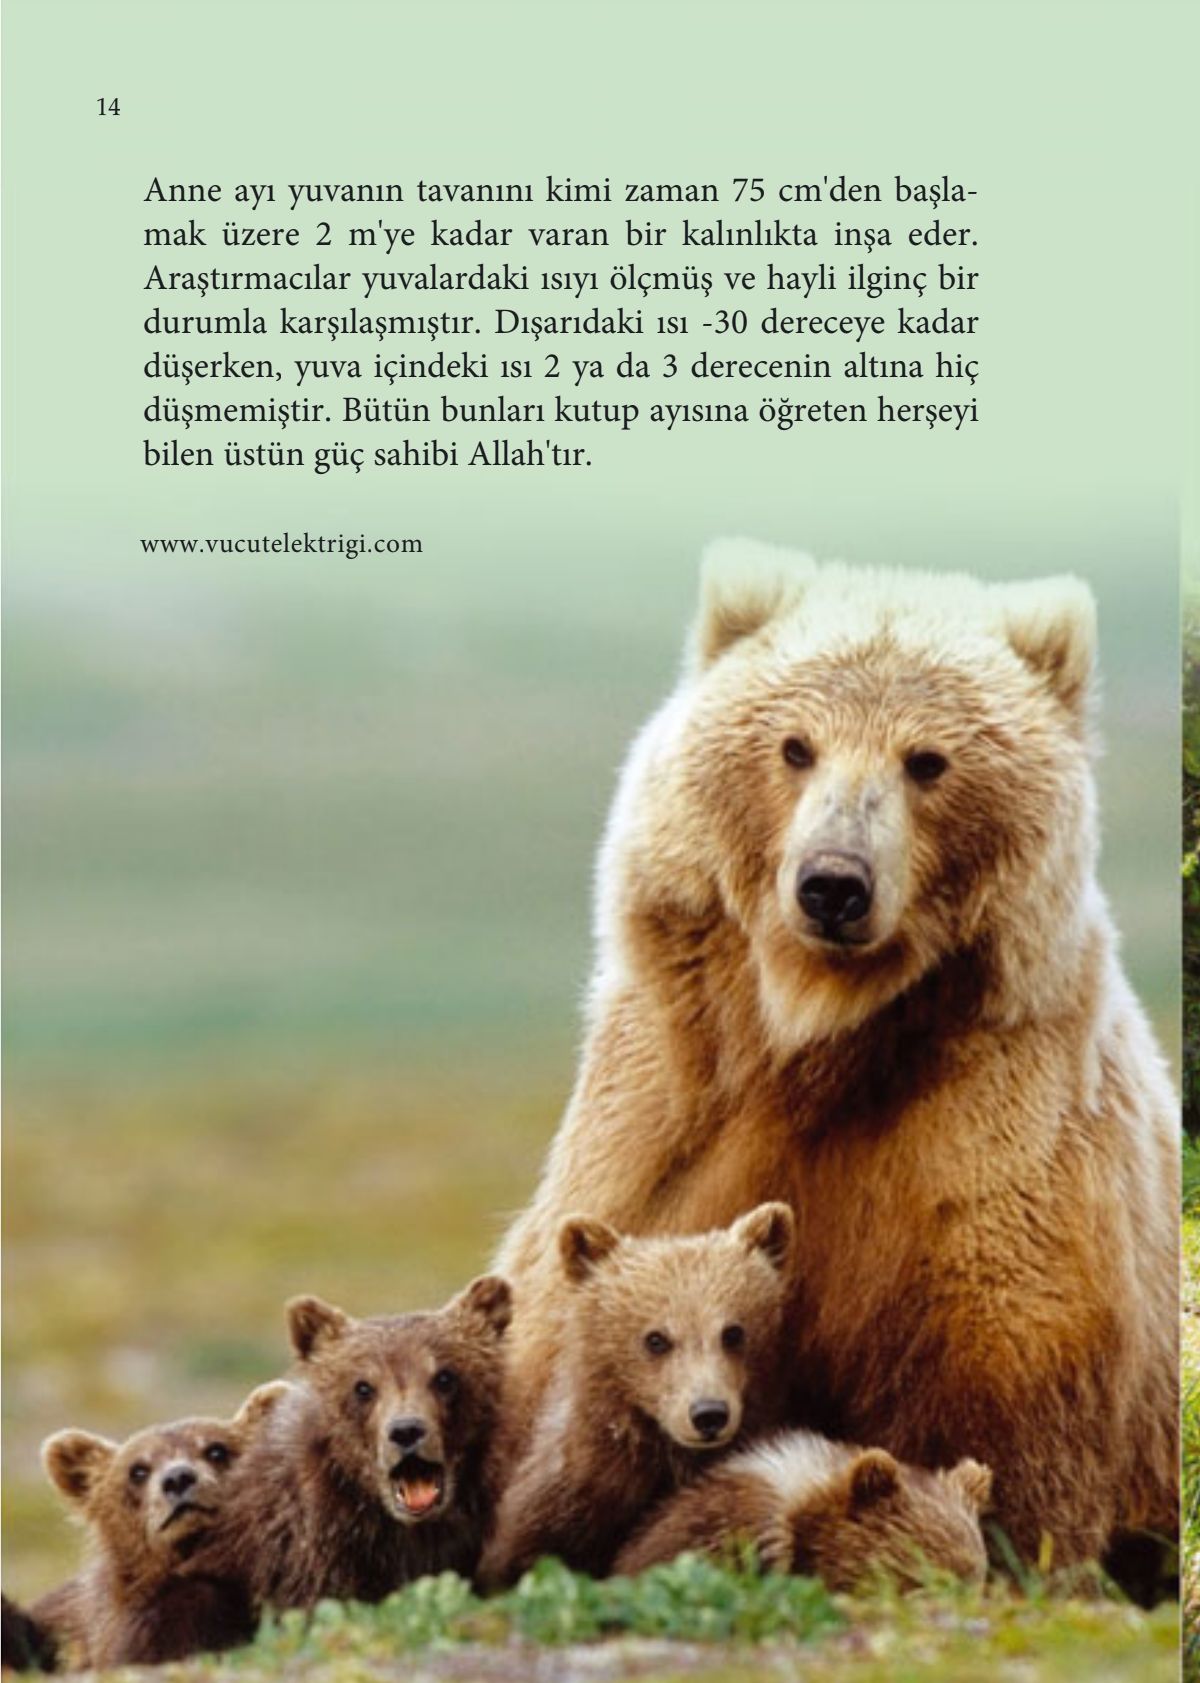 14
Anne ayı yuvanın tavanını kimi zaman 75 cm'den başla-
mak üzere 2 m'ye kadar varan bir kalınlıkta inşa eder.
Araştırmacılar yuvalardaki ısıyı ölçmüş ve hayli ilginç bir
durumla karşılaşmıştır. Dışarıdaki ısı -30 dereceye kadar
düşerken, yuva içindeki ısı 2 ya da 3 derecenin altına hiç
düşmemiştir. Bütün bunları kutup ayısına öğreten herşeyi
bilen üstün güç sahibi Allah'tır.
www.vucutelektrigi.com